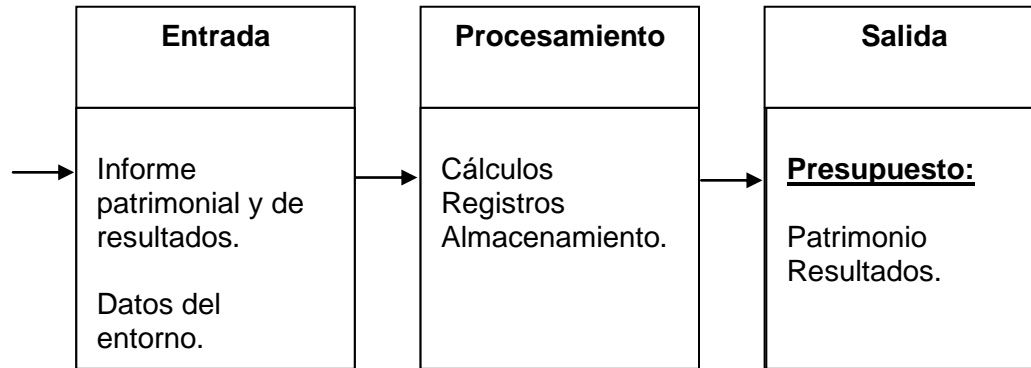 Entrada
Informe
patrimonial y de
resultados.
Datos del
entorno.
Procesamiento
Cálculos
Registros
Almacenamiento.
Salida
Presupuesto:
Patrimonio
Resultados.